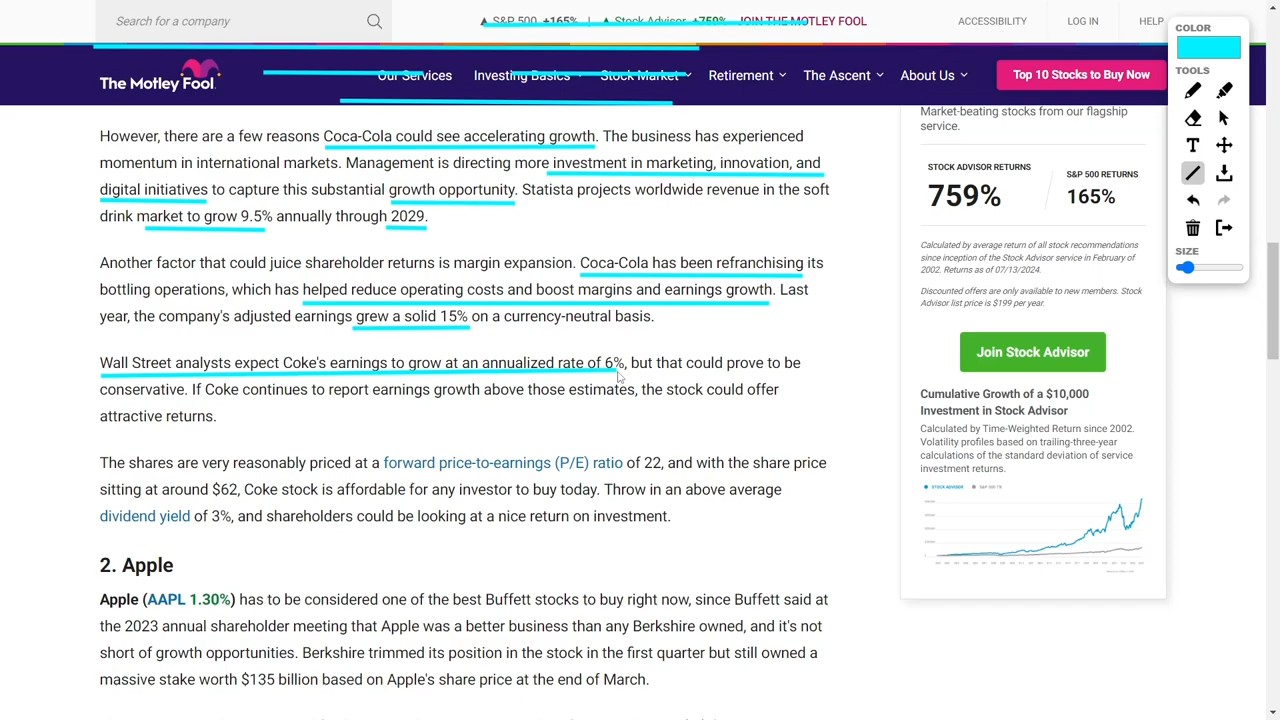 Search for a company
S&P 500 +165% | Stock Advisor +759% JOIN THE MOTLEY FOOL
ACCESSIBILITY LOG IN HELP
The Motley Fool.
Our Services Investing Basics Stock Market Retirement The Ascent About Us
Top 10 Stocks to Buy Now
However, there are a few reasons Coca-Cola could see accelerating growth. The business has experienced
momentum in international markets. Management is directing more investment in marketing, innovation, and
digital initiatives to capture this substantial growth opportunity. Statista projects worldwide revenue in the soft
drink market to grow 9.5% annually through 2029.
Another factor that could juice shareholder returns is margin expansion. Coca-Cola has been refranchising its
bottling operations, which has helped reduce operating costs and boost margins and earnings growth. Last
year, the company's adjusted earnings grew a solid 15% on a currency-neutral basis.
Wall Street analysts expect Coke's earnings to grow at an annualized rate of 6%, but that could prove to be
conservative. If Coke continues to report earnings growth above those estimates, the stock could offer
attractive returns.
The shares are very reasonably priced at a forward price-to-earnings (P/E) ratio of 22, and with the share price
sitting at around $62, Coke stock is affordable for any investor to buy today. Throw in an above average
dividend yield of 3%, and shareholders could be looking at a nice return on investment.
2. Apple
Apple (AAPL 1.30%) has to be considered one of the best Buffett stocks to buy right now, since Buffett said at
the 2023 annual shareholder meeting that Apple was a better business than any Berkshire owned, and it's not
short of growth opportunities. Berkshire trimmed its position in the stock in the first quarter but still owned a
massive stake worth $135 billion based on Apple's share price at the end of March.
Market-beating stocks from our flagship
service.
STOCK ADVISOR RETURNS
759%
S&P 500 RETURNS
165%
Calculated by average return of all stock recommendations
since inception of the Stock Advisor service in February of
2002. Returns as of 07/13/2024.
Discounted offers are only available to new members. Stock
Advisor list price is $199 per year.
Join Stock Advisor
Cumulative Growth of a $10,000
Investment in Stock Advisor
Calculated by Time-Weighted Return since 2002.
Volatility profiles based on trailing-three-year
calculations of the standard deviation of service
investment returns.
STOCK ADVISOR S&P 500 TR
COLOR
TOOLS
T
SIZE